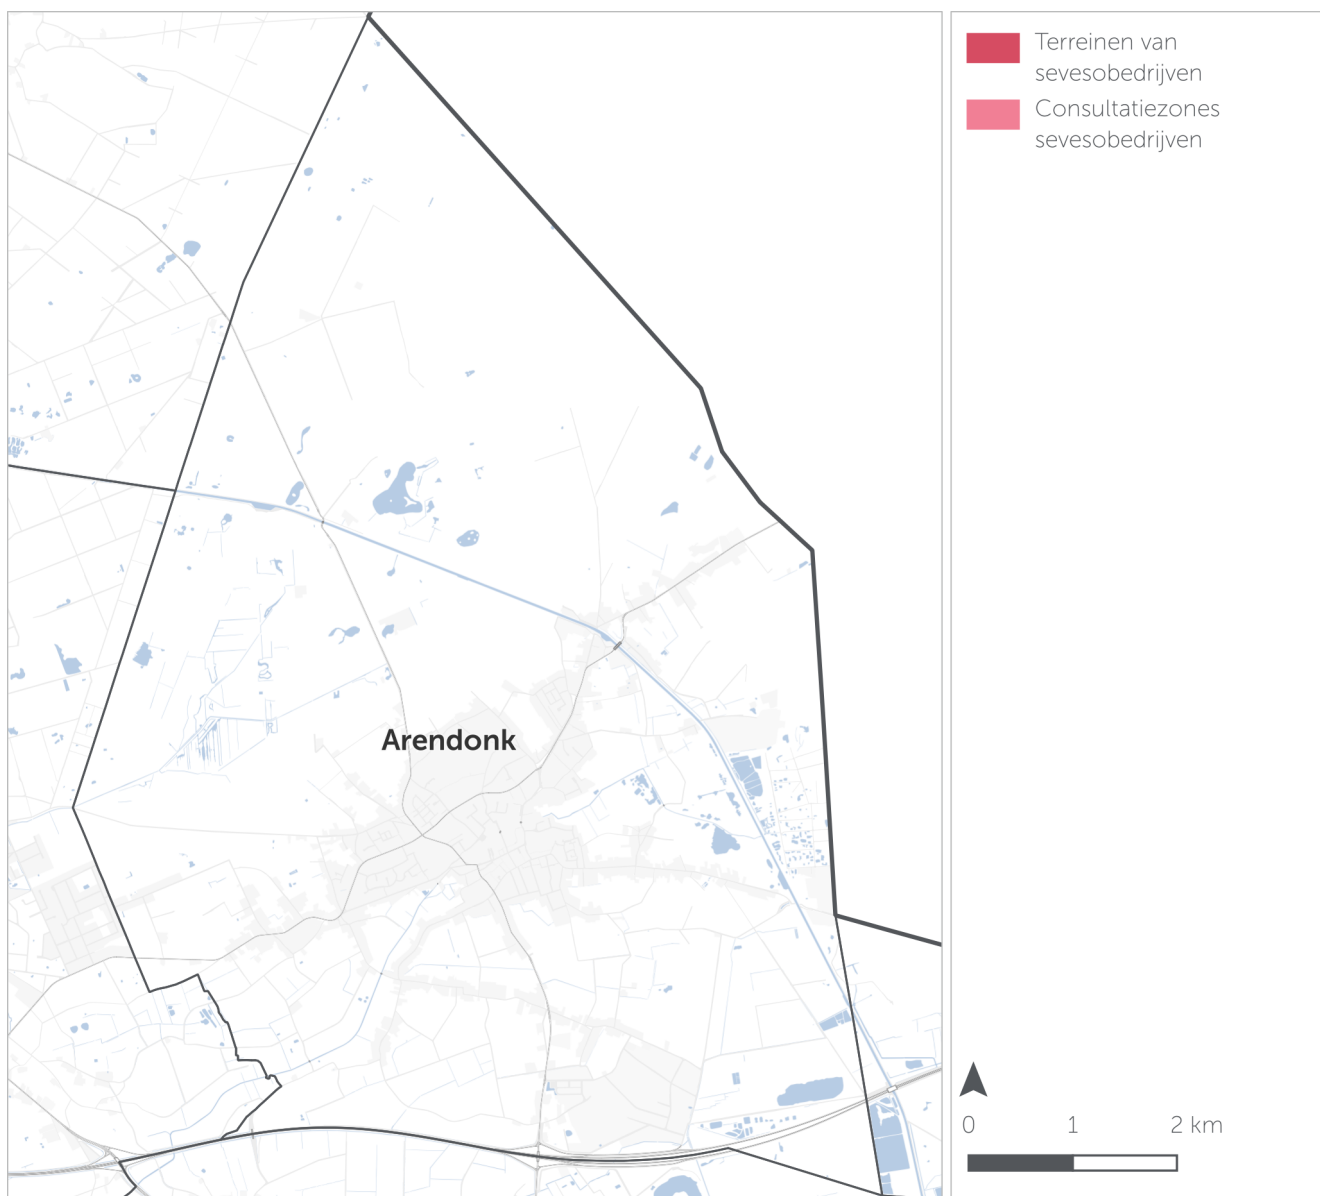 Terreinen van
sevesobedrijven
Consultatiezones
sevesobedrijven
Arendonk
0 1 2 km